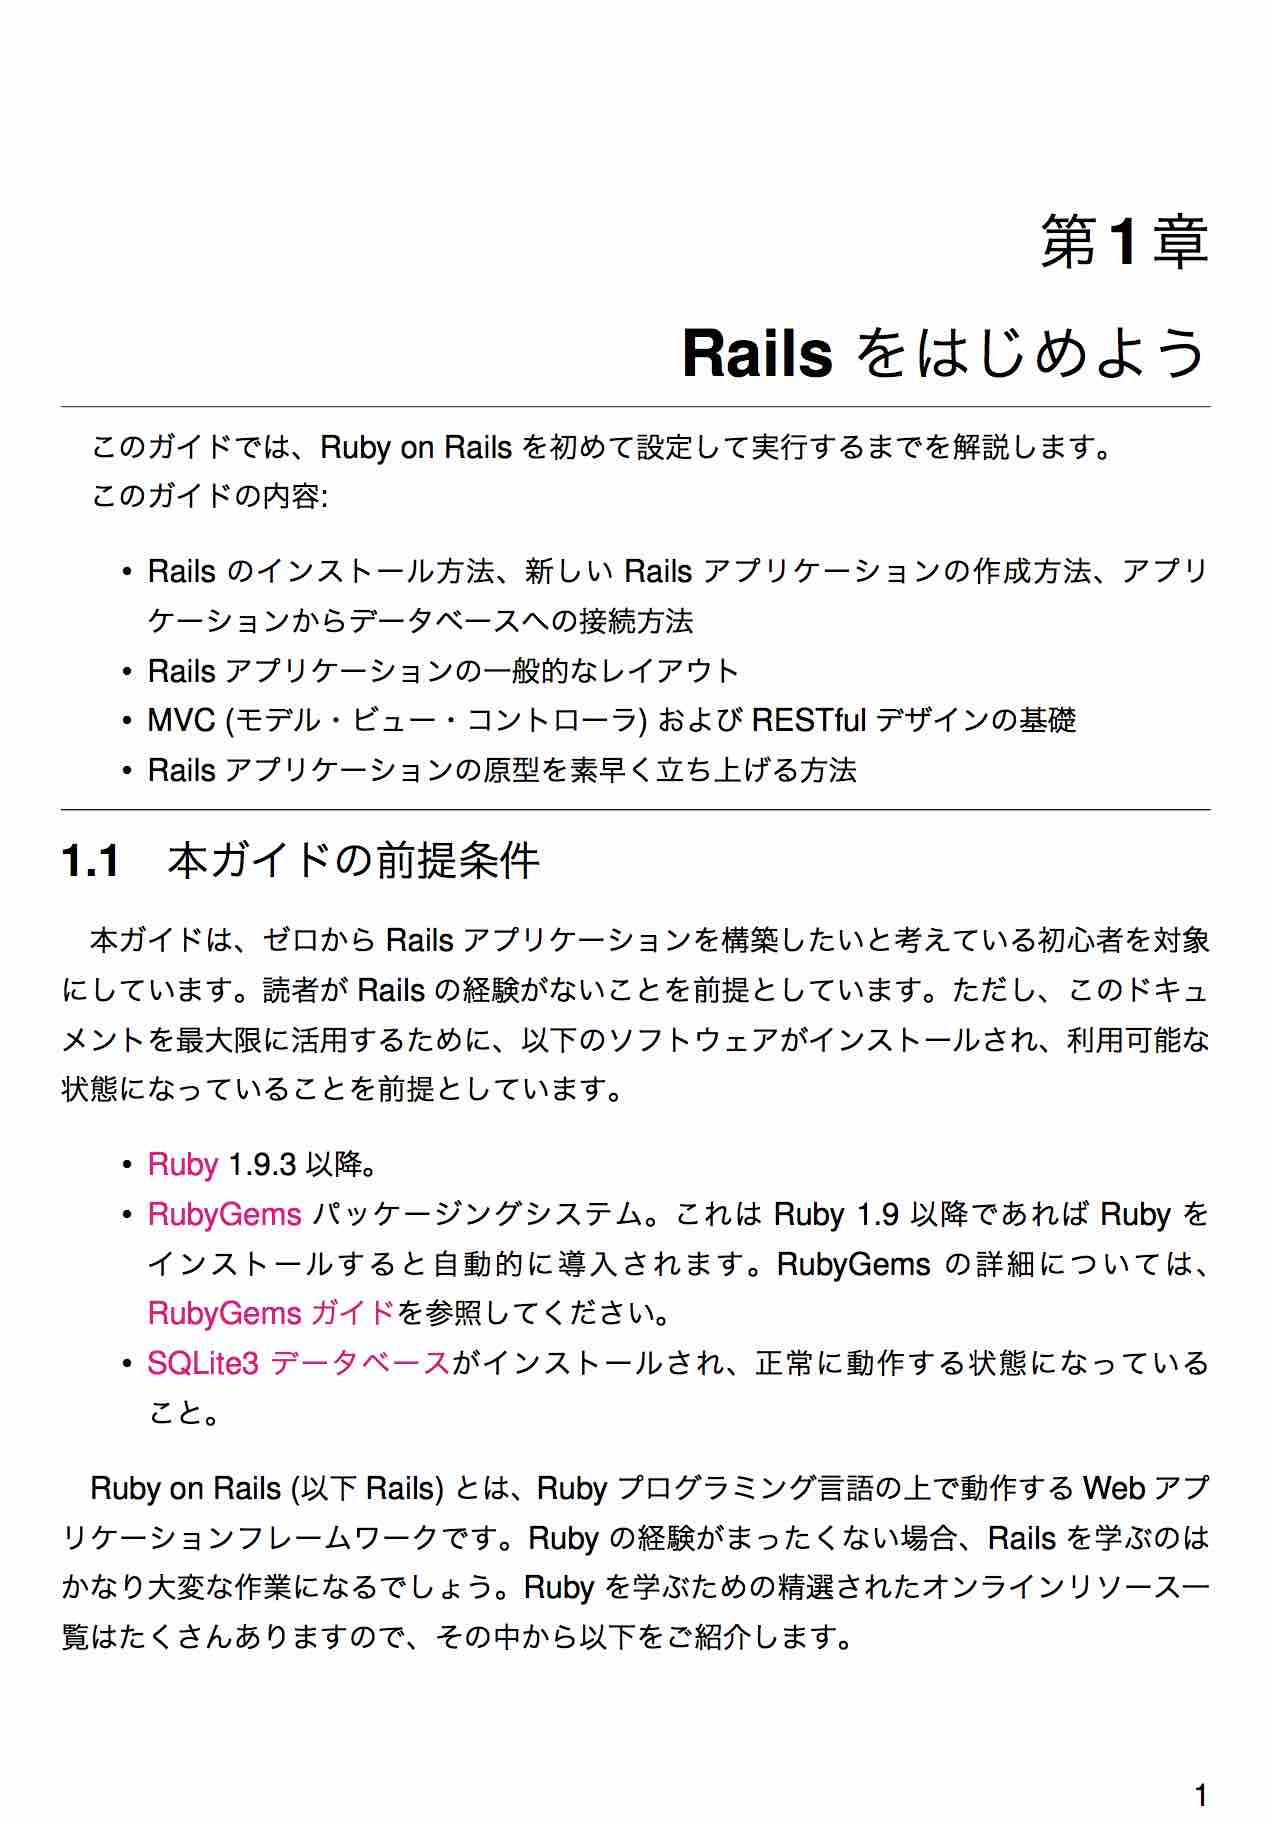 第1章
Rails をはじめよう
このガイドでは、Ruby on Rails を初めて設定して実行するまでを解説します。
このガイドの内容:
• Rails のインストール方法、新しい Rails アプリケーションの作成方法、アプリ
ケーションからデータベースへの接続方法
• Rails アプリケーションの一般的なレイアウト
• MVC (モデル・ビュー・コントローラ) および RESTful デザインの基礎
• Rails アプリケーションの原型を素早く立ち上げる方法
1.1 本ガイドの前提条件
本ガイドは、ゼロから Rails アプリケーションを構築したいと考えている初心者を対象
にしています。読者が Rails の経験がないことを前提としています。ただし、このドキュ
メントを最大限に活用するために、以下のソフトウェアがインストールされ、利用可能な
状態になっていることを前提としています。
• Ruby 1.9.3 以降。
• RubyGems パッケージングシステム。これは Ruby 1.9 以降であれば Ruby を
インストールすると自動的に導入されます。RubyGems の詳細については、
RubyGems ガイドを参照してください。
• SQLite3 データベースがインストールされ、正常に動作する状態になっている
こと。
Ruby on Rails (以下 Rails) とは、Ruby プログラミング言語の上で動作する Web アプ
リケーションフレームワークです。Ruby の経験がまったくない場合、Rails を学ぶのは
かなり大変な作業になるでしょう。Ruby を学ぶための精選されたオンラインリソース一
覧はたくさんありますので、その中から以下をご紹介します。
1